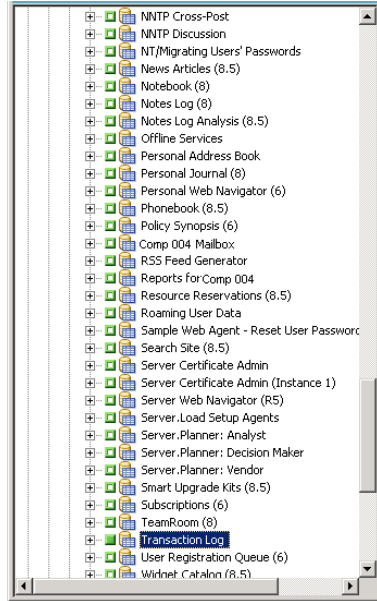 NNTP Cross-Post
NNTP Discussion
NT/Migrating Users' Passwords
News Articles (8.5)
Notebook (8)
Notes Log (8)
Notes Log Analysis (8.5)
Offline Services
Personal Address Book
Personal Journal (8)
Personal Web Navigator (6)
Phonebook (8.5)
Policy Synopsis (6)
Comp 004 Mailbox
RSS Feed Generator
Reports for Comp 004
Resource Reservations (8.5)
Roaming User Data
Sample Web Agent - Reset User Password
Search Site (8.5)
Server Certificate Admin
Server Certificate Admin (Instance 1)
Server Web Navigator (R5)
Server.Load Setup Agents
Server.Planner: Analyst
Server.Planner: Decision Maker
Server.Planner: Vendor
Smart Upgrade Kits (8.5)
Subscriptions (6)
TeamRoom (8)
Transaction Log
User Registration Queue (6)
Widget Catalog (8.5)